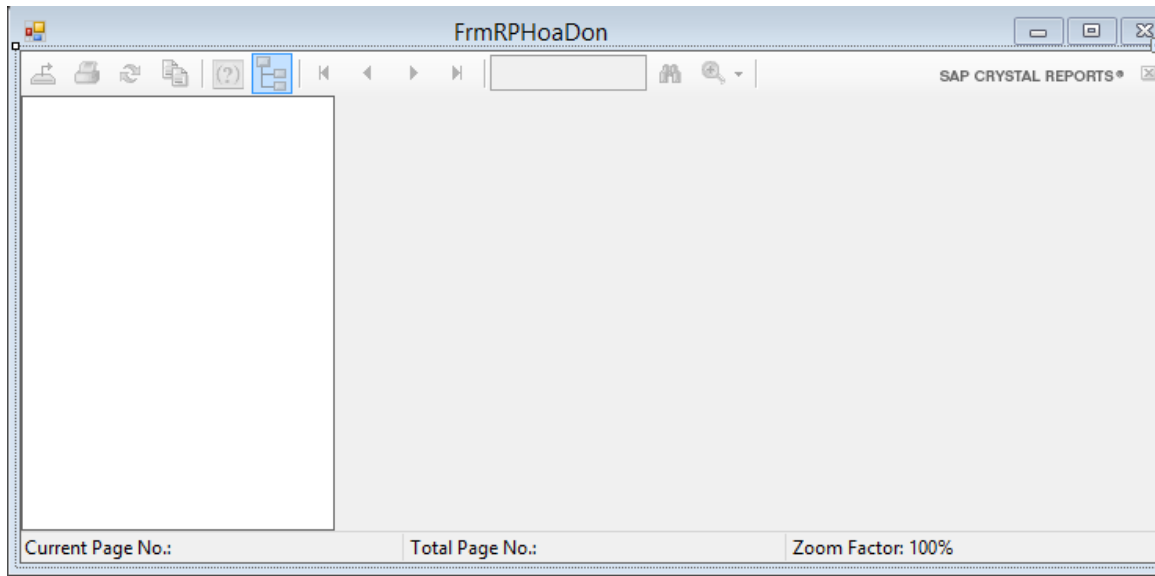 FrmRPHoaDon
(?) SAP CRYSTAL REPORTS®
Current Page No.: Total Page No.: Zoom Factor: 100%